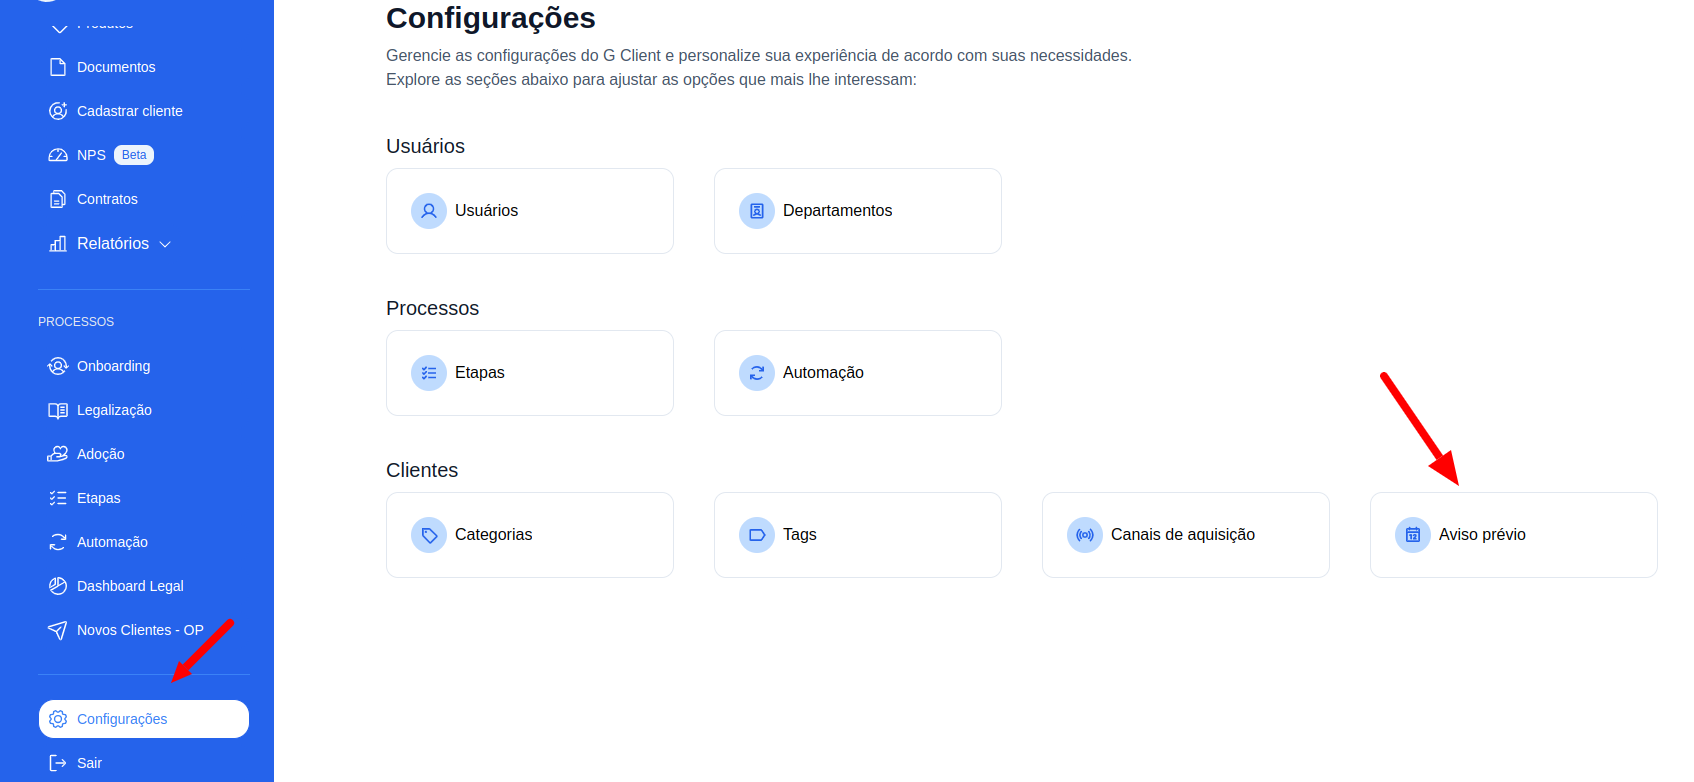 Produtos
Documentos
Cadastrar cliente
NPS Beta
Contratos
Relatórios
PROCESSOS
Onboarding
Legalização
Adoção
Etapas
Automação
Dashboard Legal
Novos Clientes - OP
Configurações
Sair
Configurações
Gerencie as configurações do G Client e personalize sua experiência de acordo com suas necessidades.
Explore as seções abaixo para ajustar as opções que mais lhe interessam:
Usuários
Usuários
Departamentos
Processos
Etapas
Automação
Clientes
Categorias
Tags
Canais de aquisição
Aviso prévio